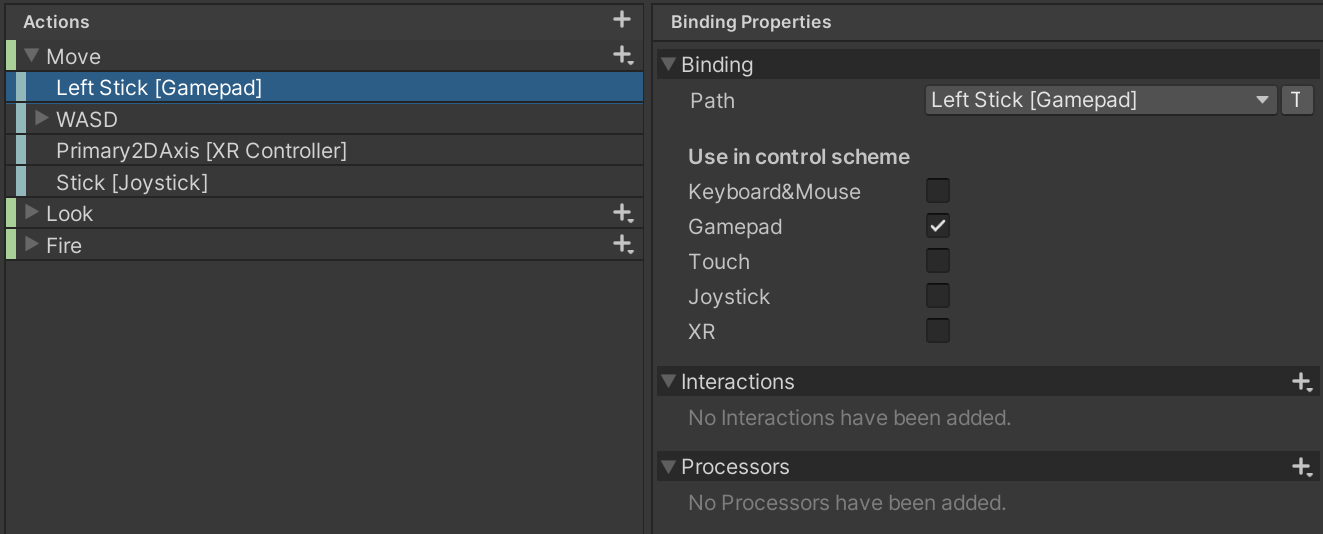 Actions
Move
Left Stick [Gamepad]
WASD
Primary2DAxis [XR Controller]
Stick [Joystick]
Look
Fire
Binding Properties
Binding
Path Left Stick [Gamepad] T
Use in control scheme
Keyboard&Mouse
Gamepad
Touch
Joystick
XR
Interactions
No Interactions have been added.
Processors
No Processors have been added.